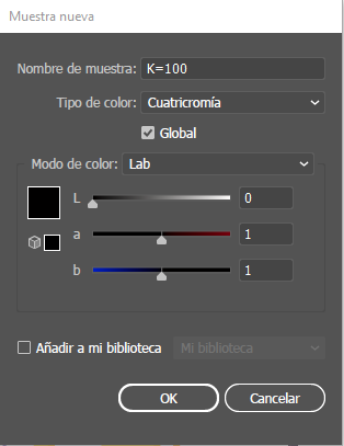 Muestra nueva
Nombre de muestra: K=100
Tipo de color: Cuatricromía
Global
Modo de color: Lab
L 0
a 1
b 1
Añadir a mi biblioteca Mi biblioteca
OK Cancelar